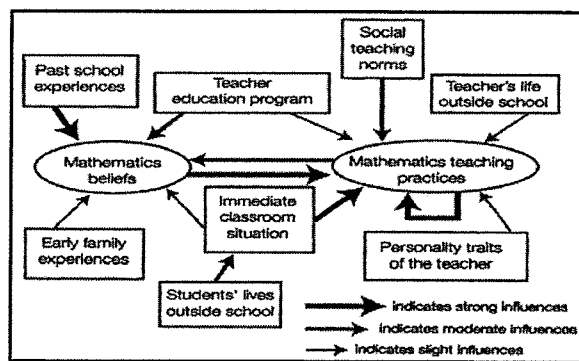 Social
teaching
norms
Past school
experiences
Teacher
education program
Teacher's life
outside school
Mathematics
beliefs
Mathematics teaching
practices
Immediate
classroom
situation
Early family
experiences
Personality traits
of the teacher
Students' lives
outside school
indicates strong influences
indicates moderate influences
indicates slight influences